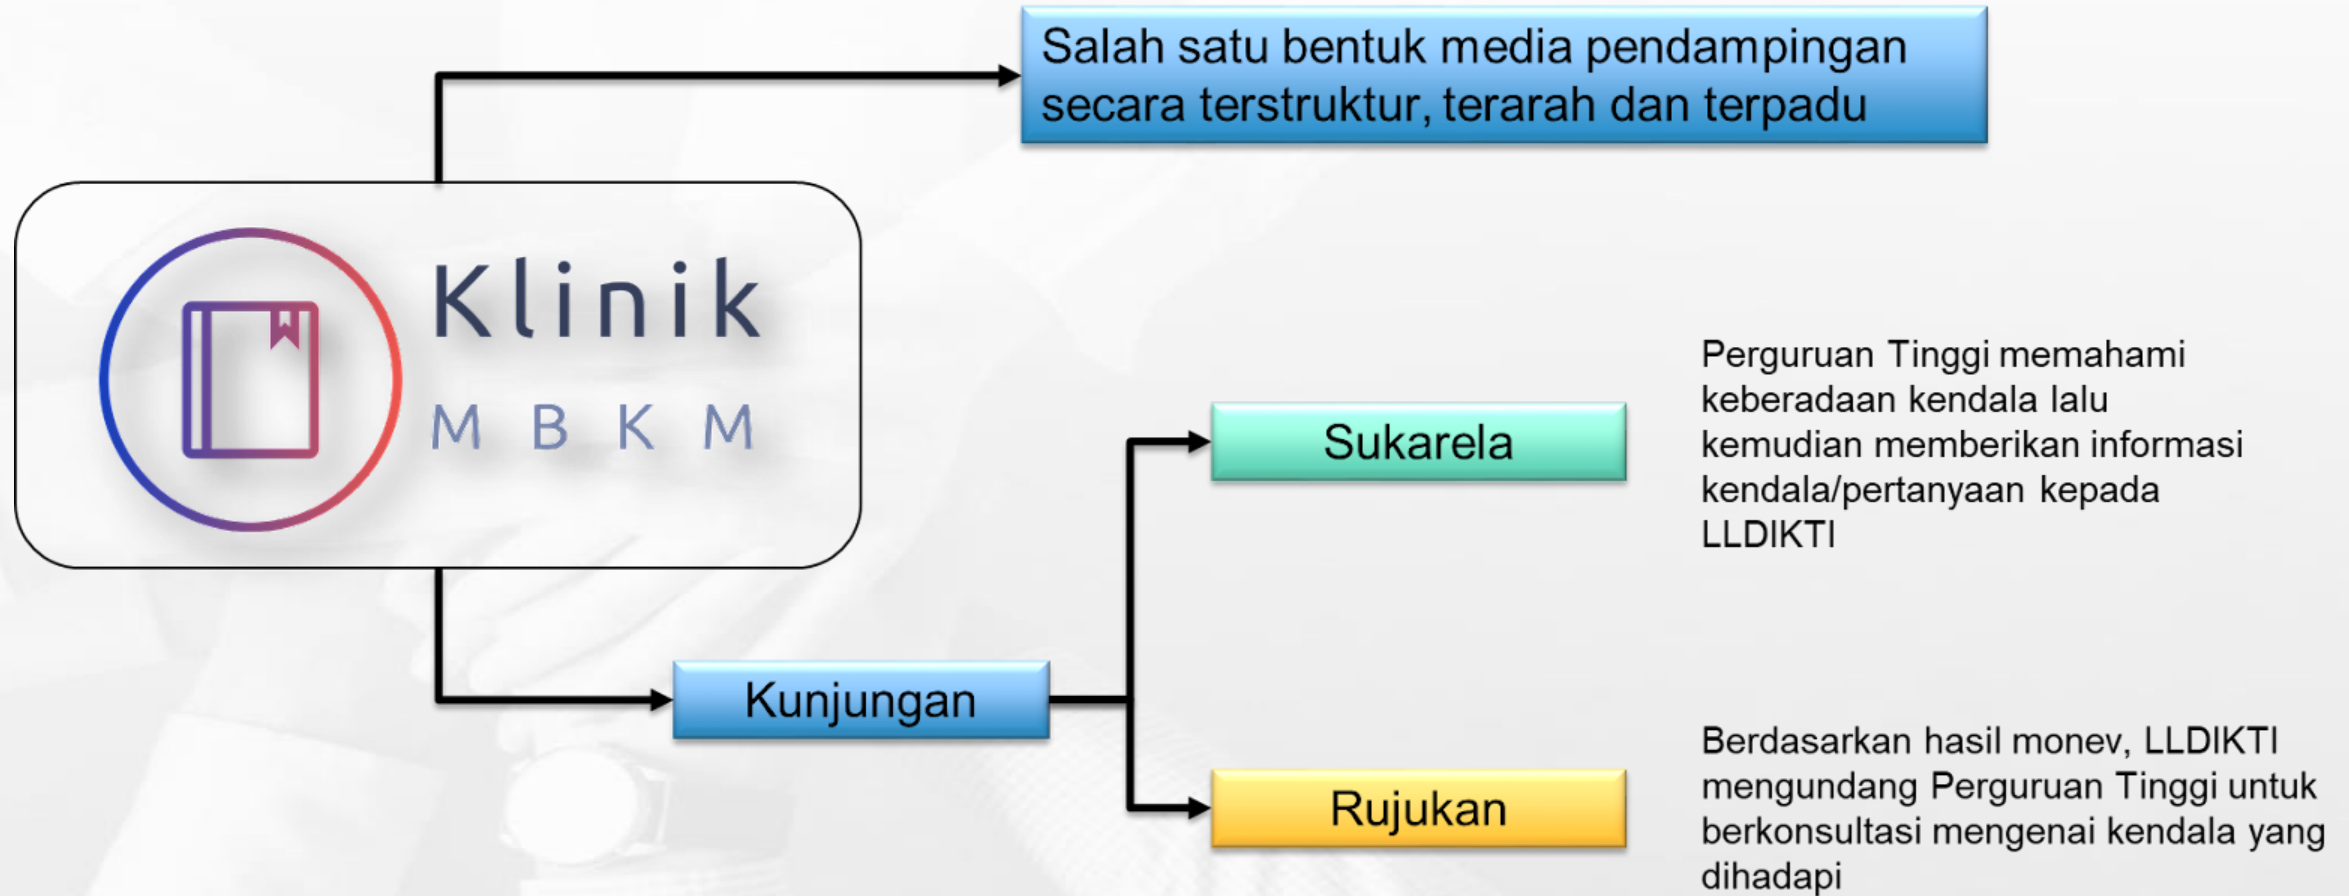 Salah satu bentuk media pendampingan
secara terstruktur, terarah dan terpadu
Klinik
MBKM
Sukarela
Perguruan Tinggi memahami
keberadaan kendala lalu
kemudian memberikan informasi
kendala/pertanyaan kepada
LLDIKTI
Kunjungan
Rujukan
Berdasarkan hasil monev, LLDIKTI
mengundang Perguruan Tinggi untuk
berkonsultasi mengenai kendala yang
dihadapi